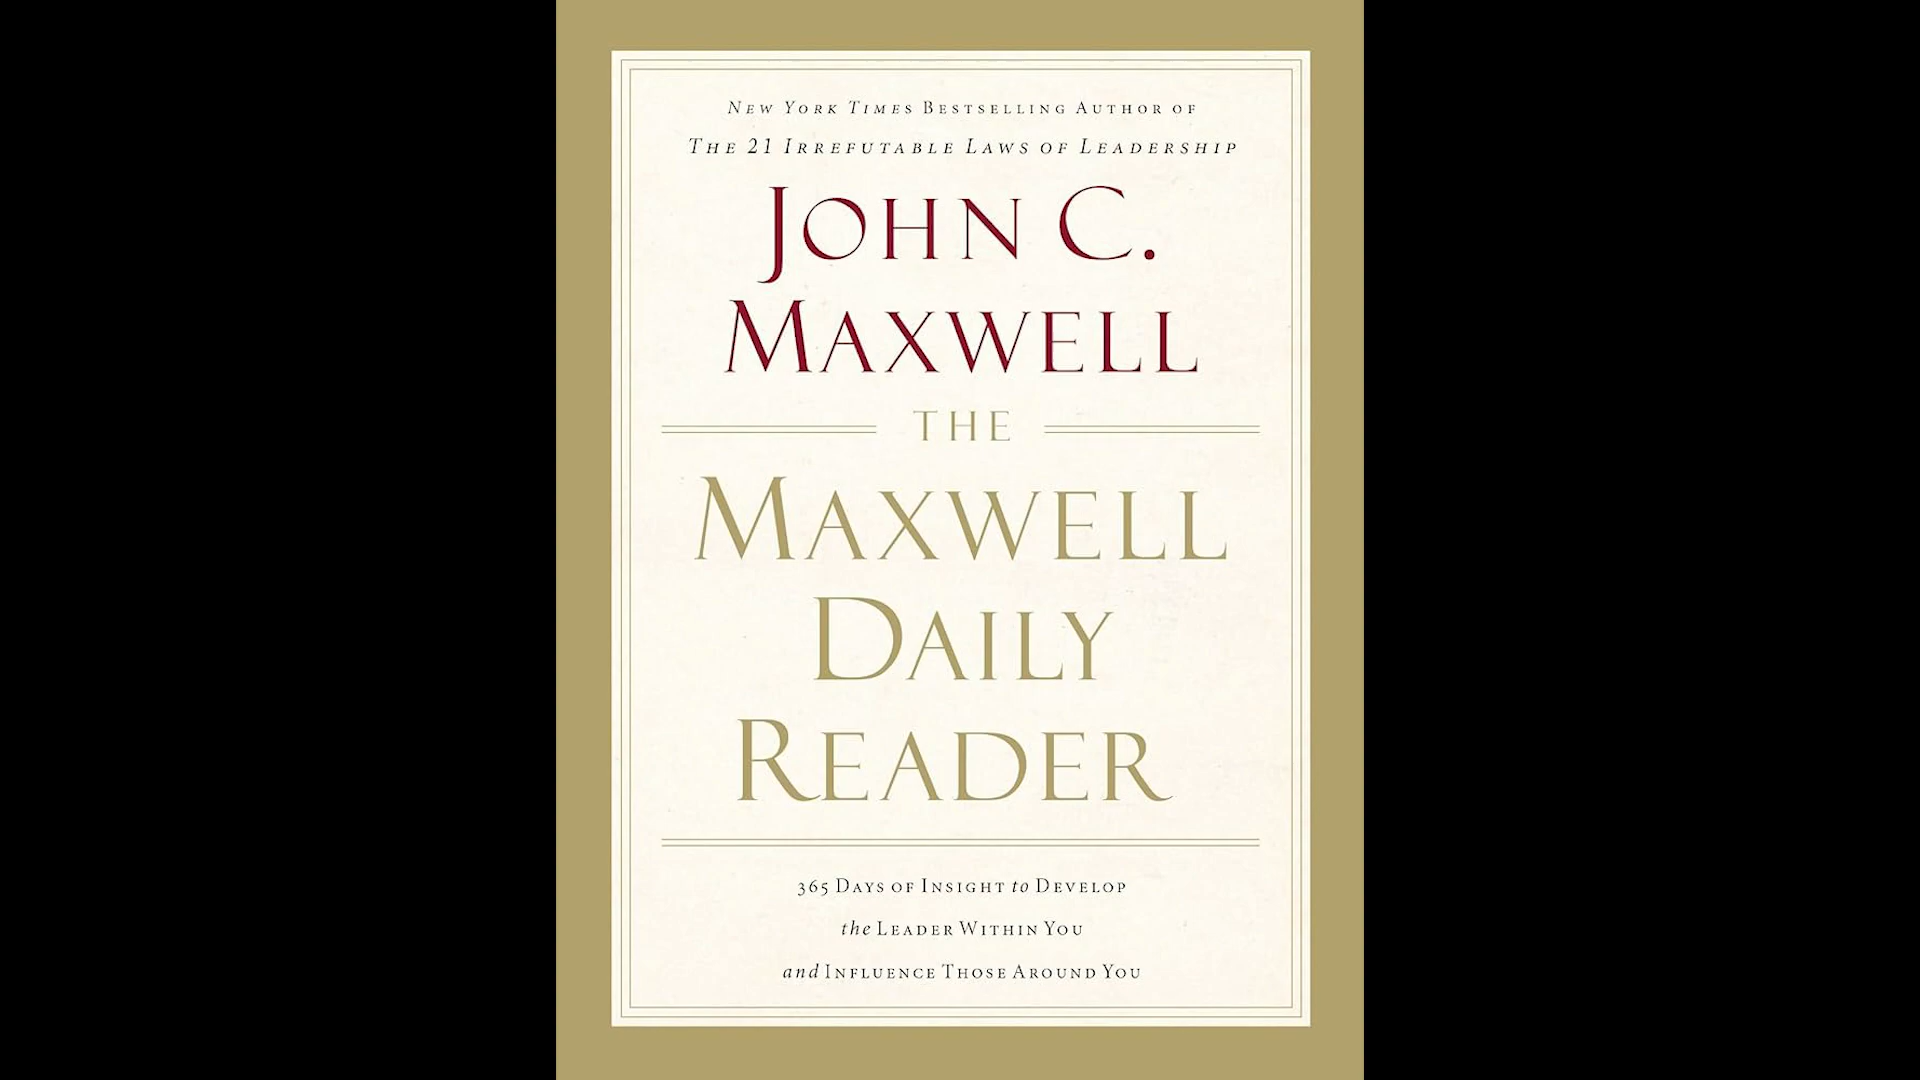 New York Times Bestselling Author of
The 21 Irrefutable Laws of Leadership
John C.
Maxwell
The
Maxwell
Daily
Reader
365 Days of Insight to Develop
the Leader Within You
and Influence Those Around You